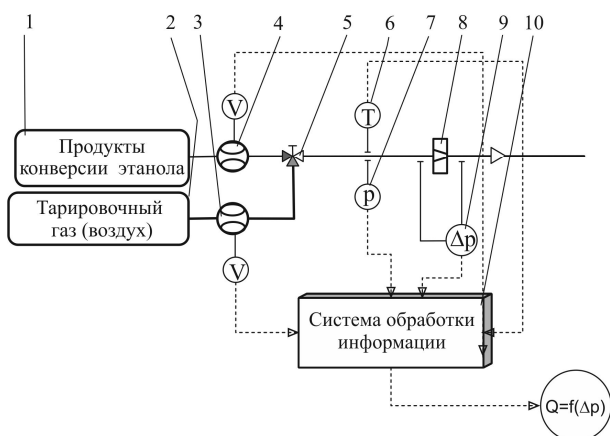 1
2
3
4
5
6
7
8
9
10
V
T
Продукты
конверсии этанола
Тарировочный
газ (воздух)
p
Δp
V
Система обработки
информации
Q=f(Δp)